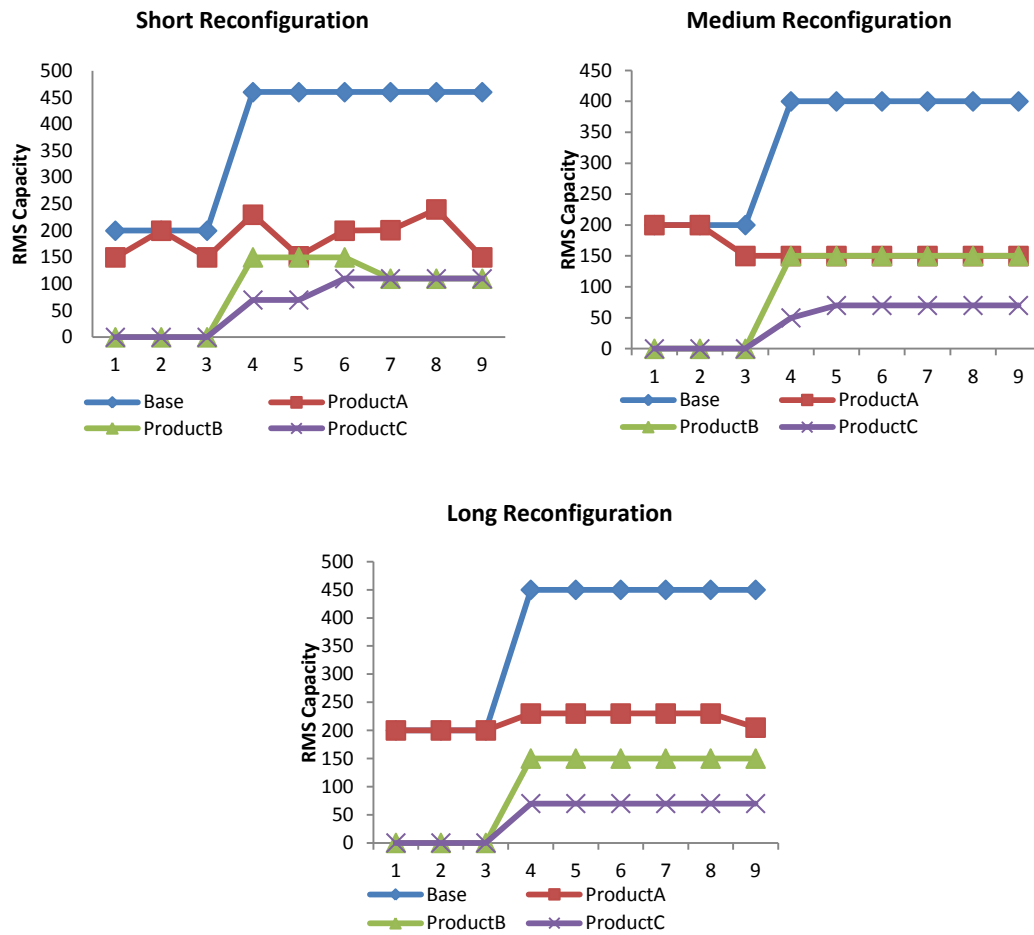 Short Reconfiguration
RMS Capacity
500
450
400
350
300
250
200
150
100
50
0
1 2 3 4 5 6 7 8 9
Base ProductA
ProductB ProductC
Medium Reconfiguration
RMS Capacity
450
400
350
300
250
200
150
100
50
0
1 2 3 4 5 6 7 8 9
Base ProductA
ProductB ProductC
Long Reconfiguration
RMS Capacity
500
450
400
350
300
250
200
150
100
50
0
1 2 3 4 5 6 7 8 9
Base ProductA
ProductB ProductC